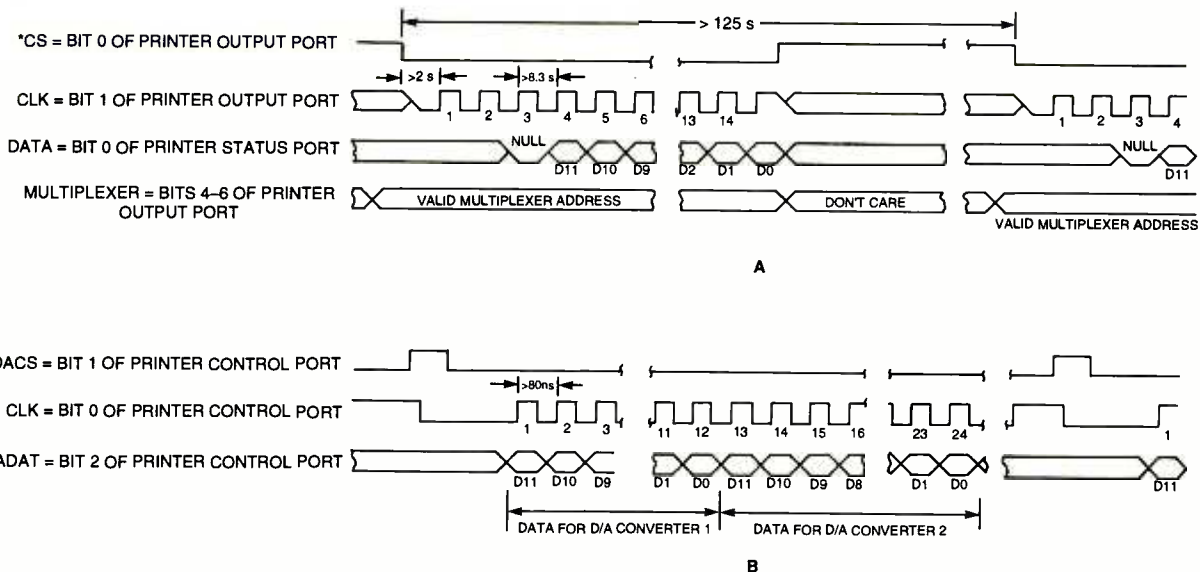 > 125 s
*CS = BIT 0 OF PRINTER OUTPUT PORT
>2 s >8.3 s
CLK = BIT 1 OF PRINTER OUTPUT PORT
1 2 3 4 5 6 13 14 1 2 3 4
DATA = BIT 0 OF PRINTER STATUS PORT
NULL NULL
D11 D10 D9 D2 D1 D0 D11
MULTIPLEXER = BITS 4–6 OF PRINTER
OUTPUT PORT
VALID MULTIPLEXER ADDRESS DON'T CARE
VALID MULTIPLEXER ADDRESS
A
DACS = BIT 1 OF PRINTER CONTROL PORT
>80ns
CLK = BIT 0 OF PRINTER CONTROL PORT
1 2 3 11 12 13 14 15 16 23 24 1
ADAT = BIT 2 OF PRINTER CONTROL PORT
D11 D10 D9 D1 D0 D11 D10 D9 D8 D1 D0 D11
DATA FOR D/A CONVERTER 1 DATA FOR D/A CONVERTER 2
B